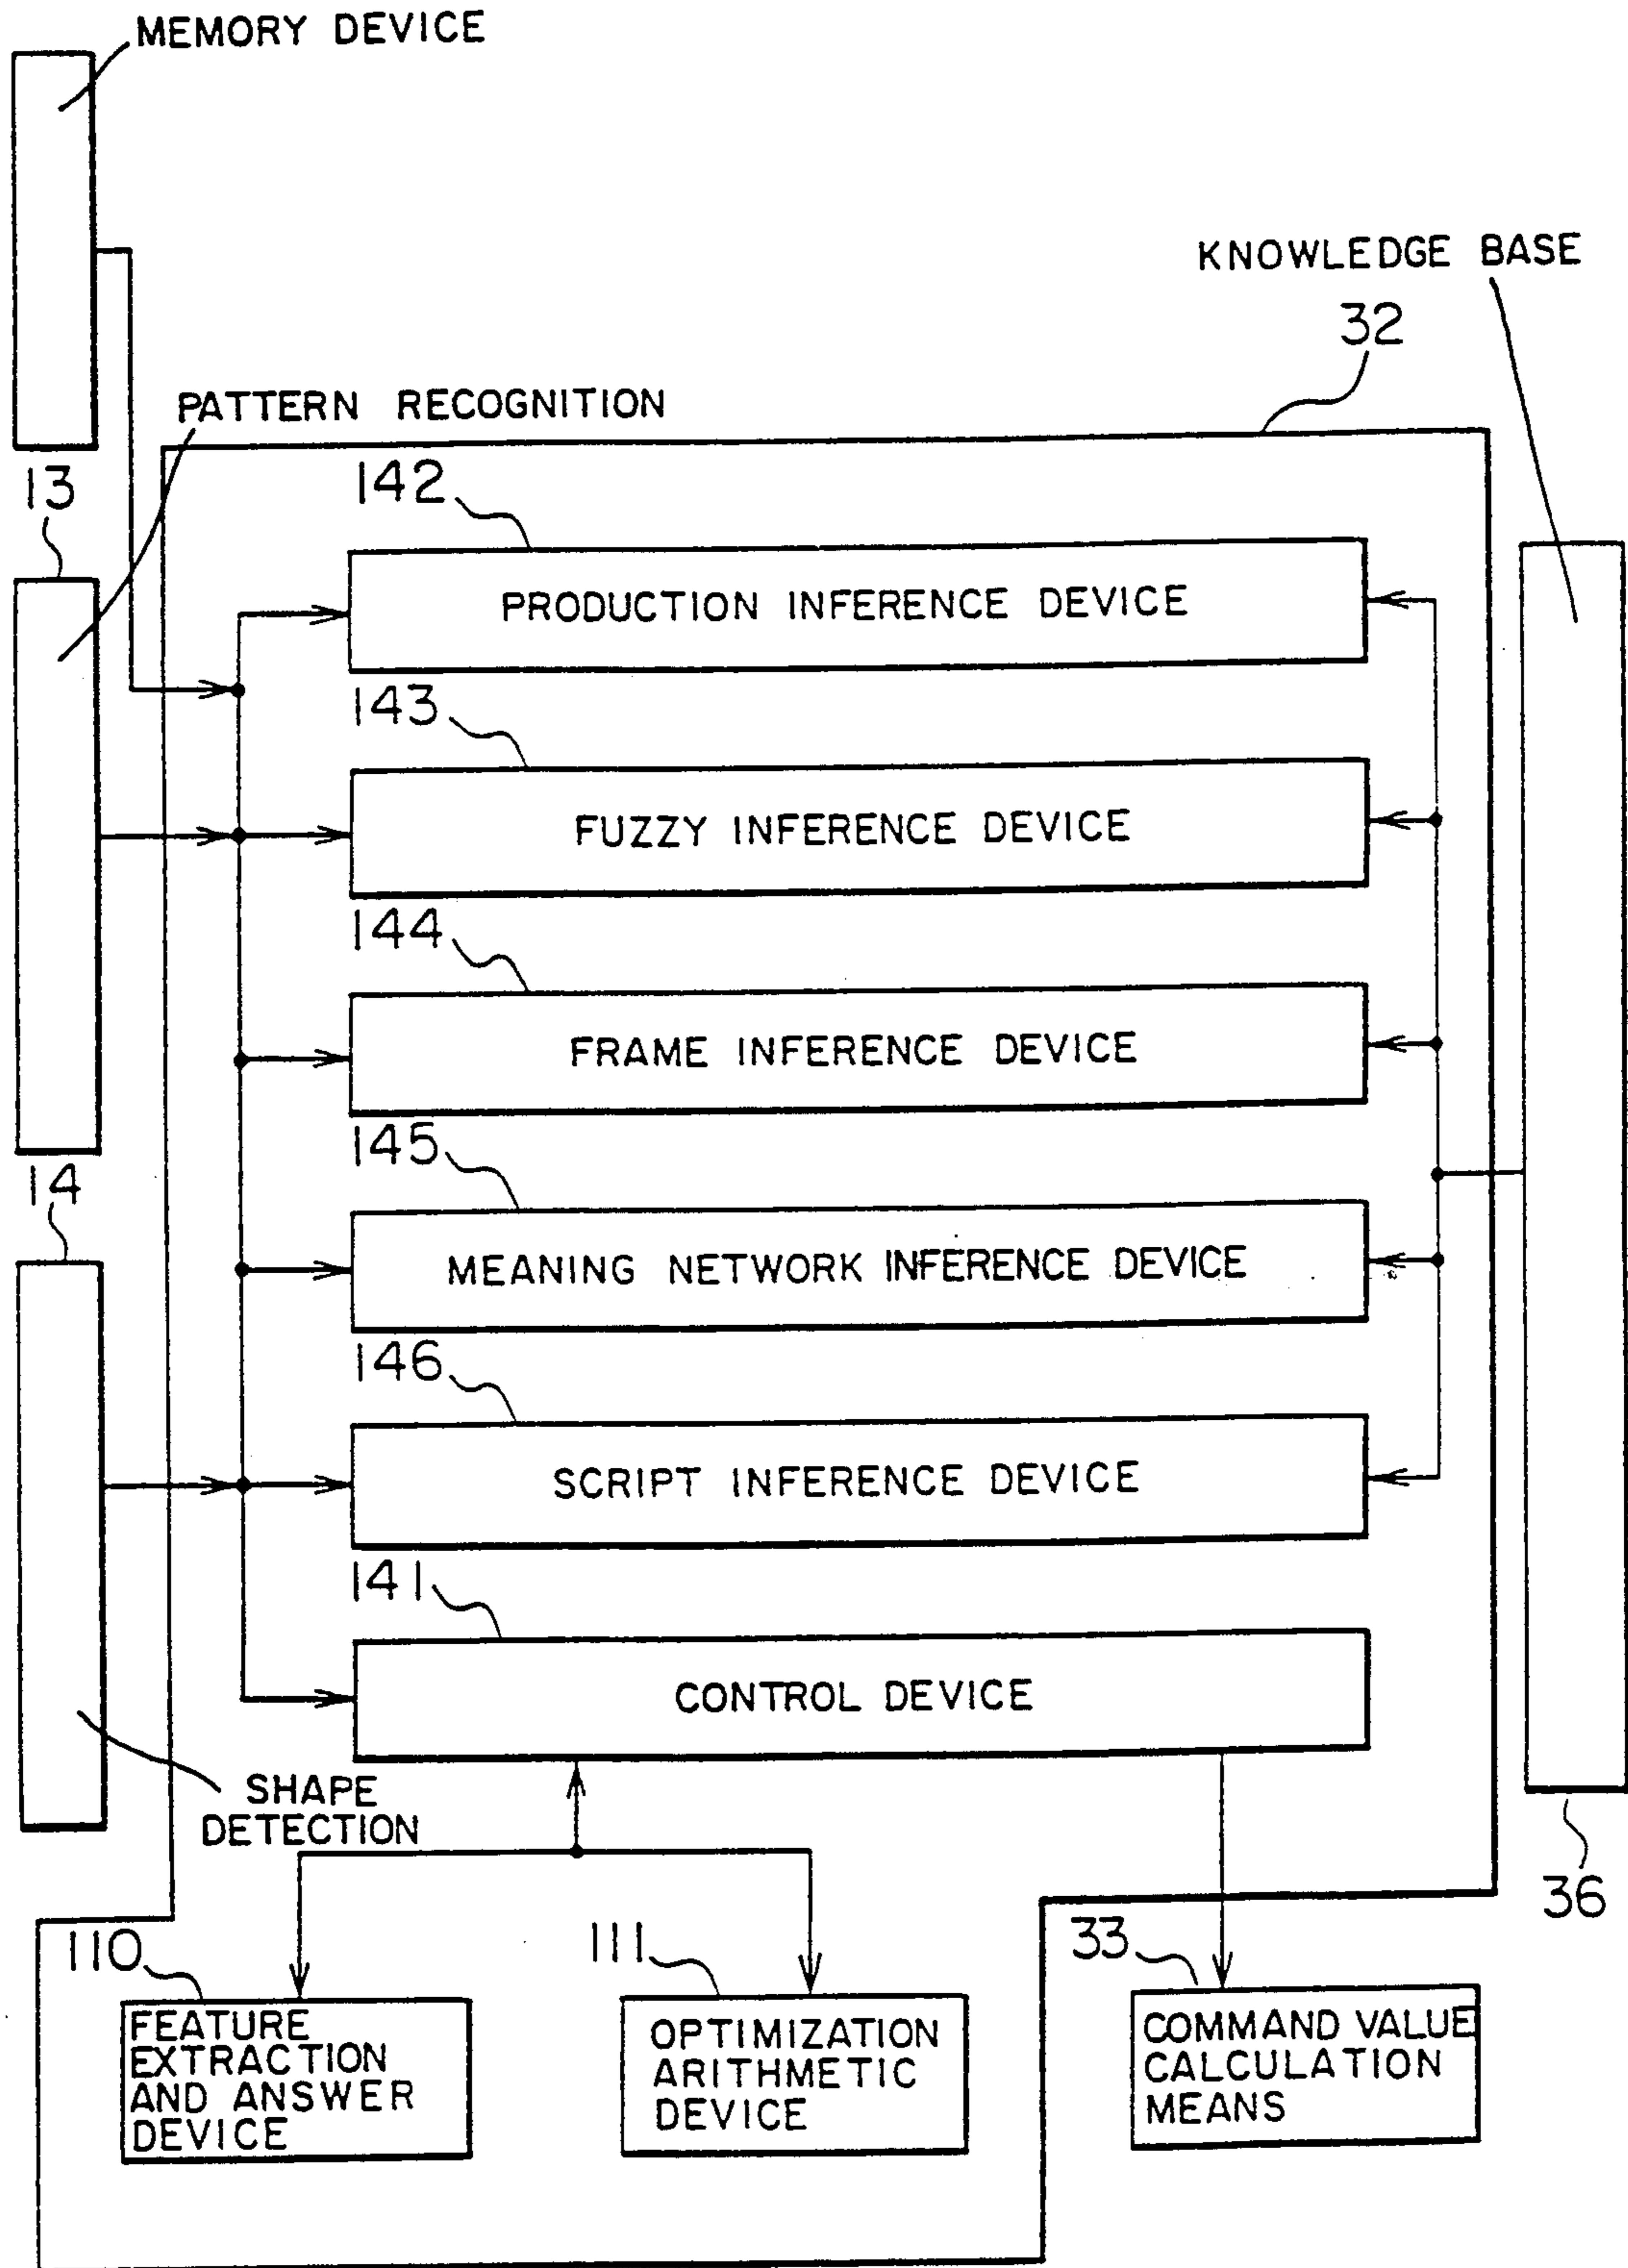 MEMORY DEVICE
KNOWLEDGE BASE
32
PATTERN RECOGNITION
13
142
PRODUCTION INFERENCE DEVICE
143
FUZZY INFERENCE DEVICE
144
FRAME INFERENCE DEVICE
14
145
MEANING NETWORK INFERENCE DEVICE
146
SCRIPT INFERENCE DEVICE
141
CONTROL DEVICE
SHAPE
DETECTION
36
110
FEATURE
EXTRACTION
AND ANSWER
DEVICE
111
OPTIMIZATION
ARITHMETIC
DEVICE
33
COMMAND VALUE
CALCULATION
MEANS